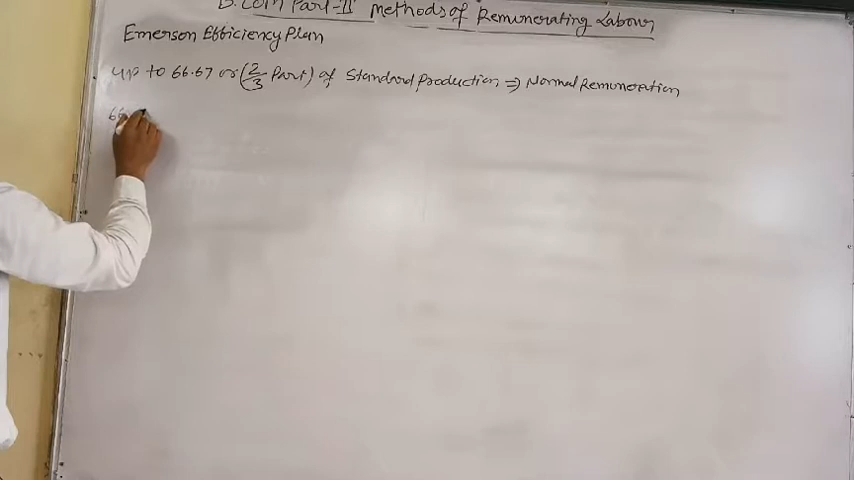 B.Com Part-II Methods of Remunerating Labour
Emerson Efficiency Plan
up to 66.67 or (2/3 Part) of Standard Production ⇒ Normal Remuneration
66